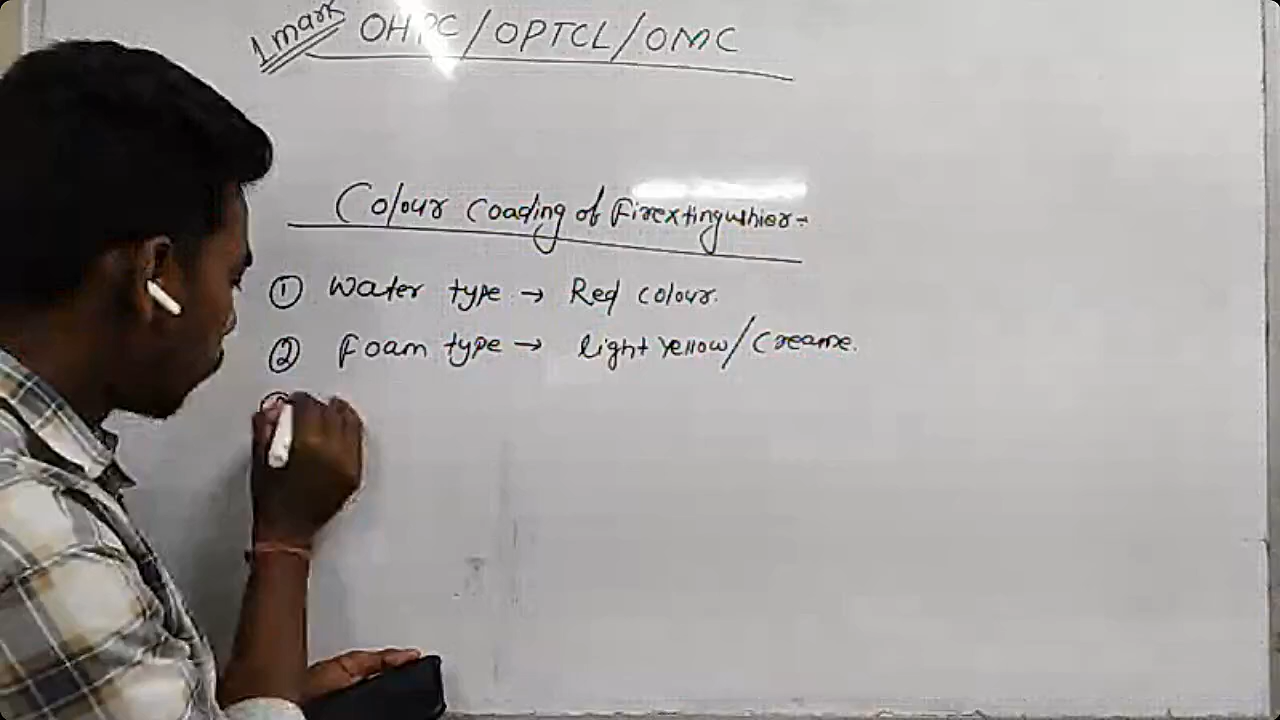 1 mark OHPC/OPTCL/OMC
Colour Coading of Firextingushier-
① Water type → Red colour.
② Foam type → light Yellow/Creame.